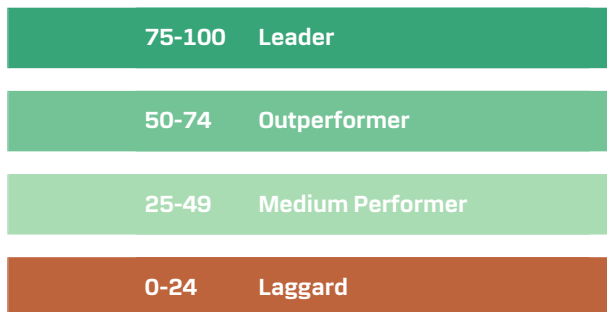 75-100 Leader
50-74 Outperformer
25-49 Medium Performer
0-24 Laggard